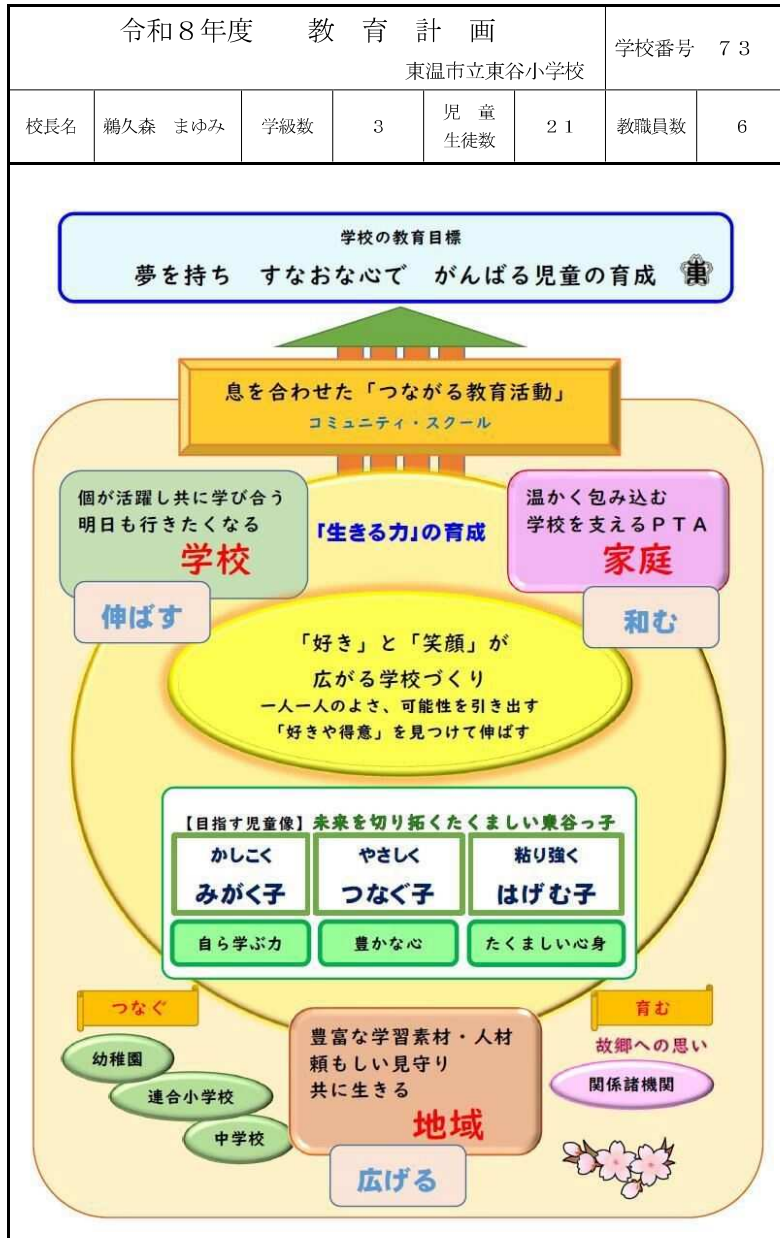 令和８年度　教　育　計　画
東温市立東谷小学校
学校番号　７３
校長名　鵜久森　まゆみ　学級数　３　児　童　生徒数　２１　教職員数　６
学校の教育目標
夢を持ち　すなおな心で　がんばる児童の育成
東
息を合わせた「つながる教育活動」
コミュニティ・スクール
個が活躍し共に学び合う
明日も行きたくなる
学校
伸ばす
「生きる力」の育成
温かく包み込む
学校を支えるＰＴＡ
家庭
和む
「好き」と「笑顔」が
広がる学校づくり
一人一人のよさ、可能性を引き出す
「好きや得意」を見つけて伸ばす
【目指す児童像】未来を切り拓くたくましい東谷っ子
かしこく
みがく子
自ら学ぶ力
やさしく
つなぐ子
豊かな心
粘り強く
はげむ子
たくましい心身
つなぐ
幼稚園
連合小学校
中学校
豊富な学習素材・人材
頼もしい見守り
共に生きる
地域
広げる
育む
故郷への思い
関係諸機関